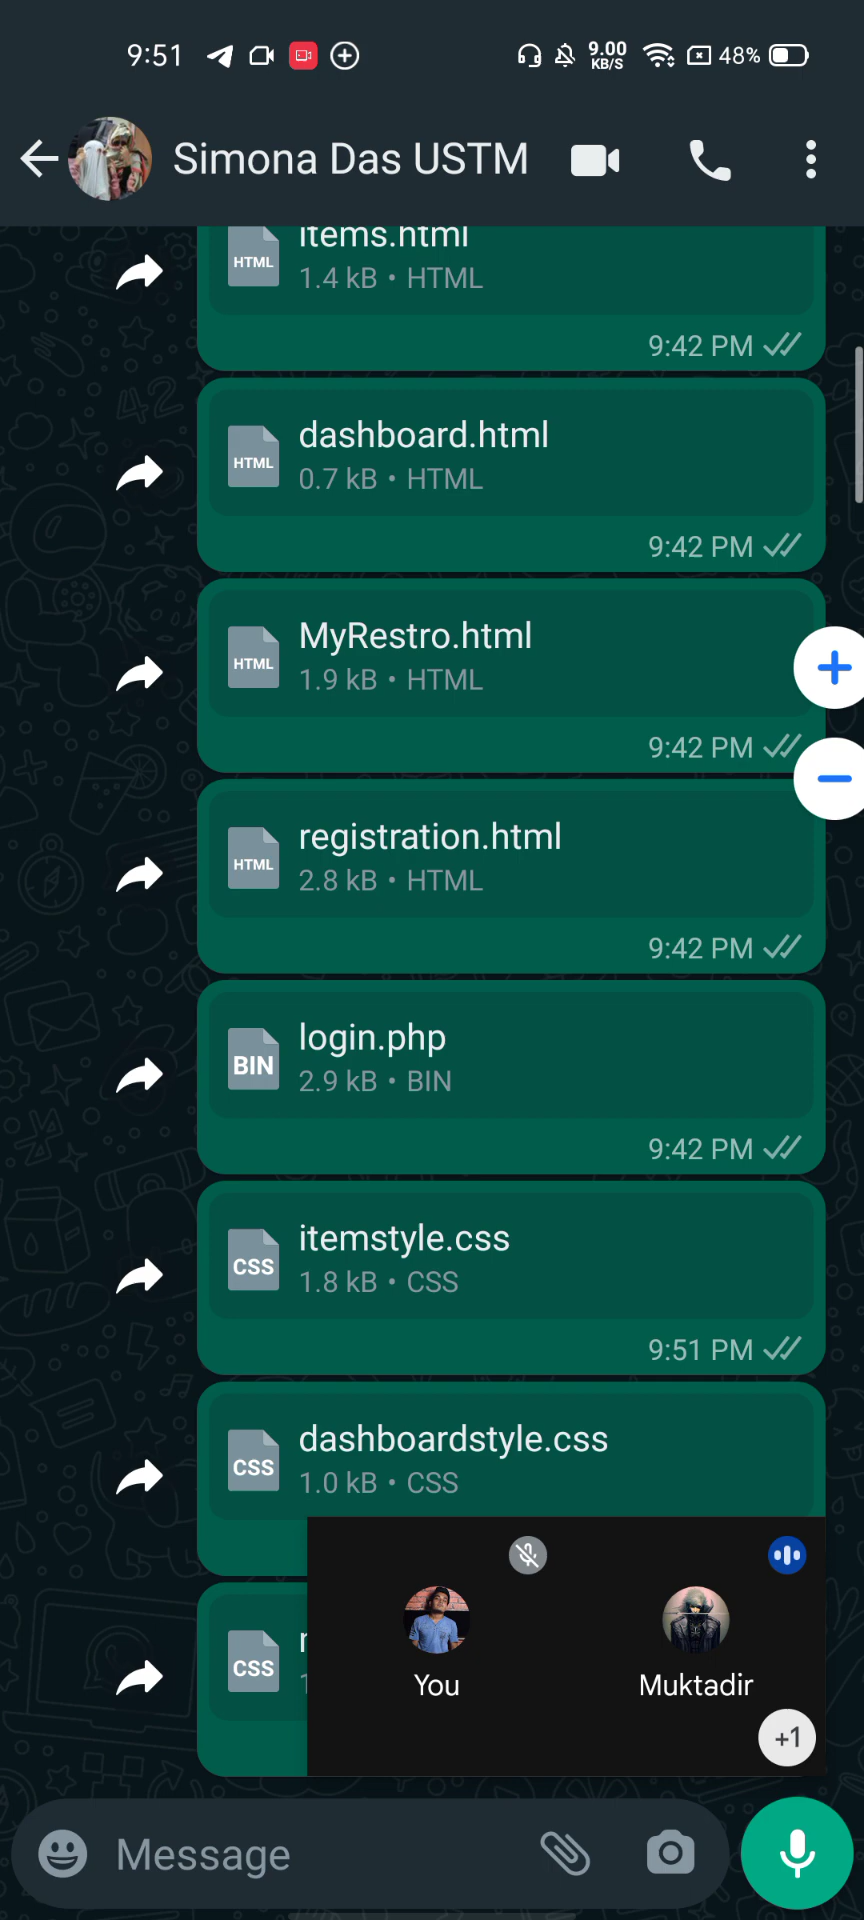 9:51
9.00
KB/S
48%
Simona Das USTM
items.html
HTML
1.4 kB • HTML
9:42 PM
dashboard.html
HTML
0.7 kB • HTML
9:42 PM
MyRestro.html
HTML
1.9 kB • HTML
9:42 PM
registration.html
HTML
2.8 kB • HTML
9:42 PM
login.php
BIN
2.9 kB • BIN
9:42 PM
itemstyle.css
CSS
1.8 kB • CSS
9:51 PM
dashboardstyle.css
CSS
1.0 kB • CSS
CSS
You
Muktadir
+1
Message